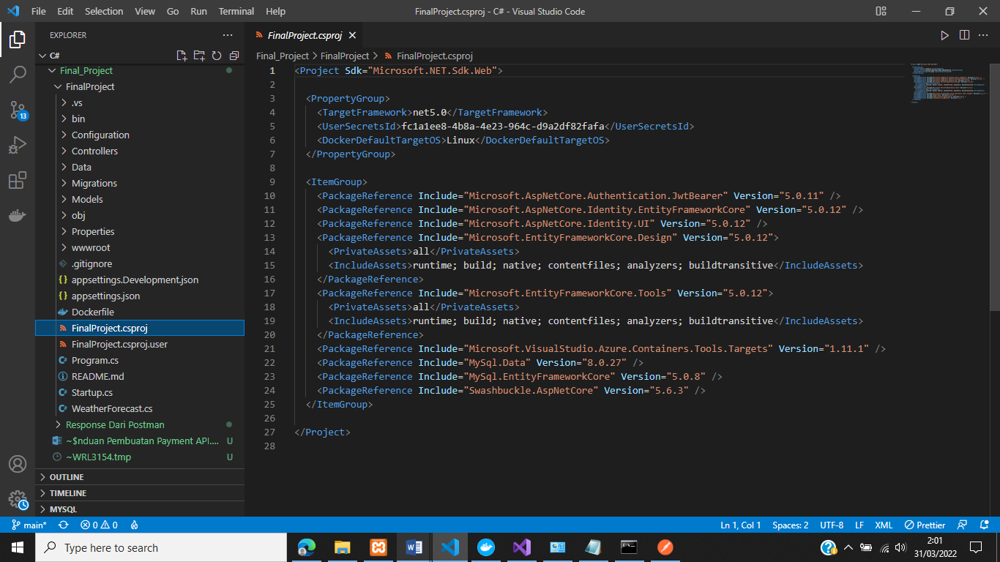 File Edit Selection View Go Run Terminal Help FinalProject.csproj - C# - Visual Studio Code
EXPLORER
C#
Final_Project
FinalProject
.vs
bin
Configuration
Controllers
Data
Migrations
Models
obj
Properties
wwwroot
.gitignore
{} appsettings.Development.json
{} appsettings.json
Dockerfile
FinalProject.csproj
FinalProject.csproj.user
C# Program.cs
README.md
C# Startup.cs
C# WeatherForecast.cs
Response Dari Postman
~$nduan Pembuatan Payment API.... U
~WRL3154.tmp U
OUTLINE
TIMELINE
MYSQL
13
FinalProject.csproj
Final_Project > FinalProject > FinalProject.csproj
1 <Project Sdk="Microsoft.NET.Sdk.Web">
2
3 <PropertyGroup>
4 <TargetFramework>net5.0</TargetFramework>
5 <UserSecretsId>fc1a1ee8-4b8a-4e23-964c-d9a2df82fafa</UserSecretsId>
6 <DockerDefaultTargetOS>Linux</DockerDefaultTargetOS>
7 </PropertyGroup>
8
9 <ItemGroup>
10 <PackageReference Include="Microsoft.AspNetCore.Authentication.JwtBearer" Version="5.0.11" />
11 <PackageReference Include="Microsoft.AspNetCore.Identity.EntityFrameworkCore" Version="5.0.12" />
12 <PackageReference Include="Microsoft.AspNetCore.Identity.UI" Version="5.0.12" />
13 <PackageReference Include="Microsoft.EntityFrameworkCore.Design" Version="5.0.12">
14 <PrivateAssets>all</PrivateAssets>
15 <IncludeAssets>runtime; build; native; contentfiles; analyzers; buildtransitive</IncludeAssets>
16 </PackageReference>
17 <PackageReference Include="Microsoft.EntityFrameworkCore.Tools" Version="5.0.12">
18 <PrivateAssets>all</PrivateAssets>
19 <IncludeAssets>runtime; build; native; contentfiles; analyzers; buildtransitive</IncludeAssets>
20 </PackageReference>
21 <PackageReference Include="Microsoft.VisualStudio.Azure.Containers.Tools.Targets" Version="1.11.1" />
22 <PackageReference Include="MySql.Data" Version="8.0.27" />
23 <PackageReference Include="MySql.EntityFrameworkCore" Version="5.0.8" />
24 <PackageReference Include="Swashbuckle.AspNetCore" Version="5.6.3" />
25 </ItemGroup>
26
27 </Project>
28
main* 0 0 Ln 1, Col 1 Spaces: 2 UTF-8 LF XML Prettier
Type here to search
2:01
31/03/2022